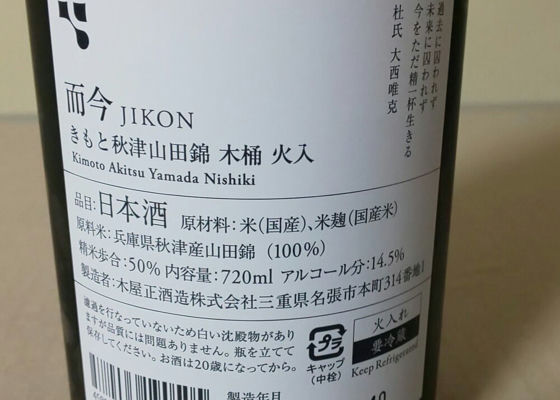 過去に囚われず
未来に囚われず
今をただ精一杯生きる
杜氏 大西唯克
而今 JIKON
きもと秋津山田錦 木桶 火入
Kimoto Akitsu Yamada Nishiki
品目:日本酒 原材料:米(国産)、米麹(国産米)
原料米:兵庫県秋津産山田錦 (100%)
精米歩合:50% 内容量:720ml アルコール分:14.5%
製造者:木屋正酒造株式会社三重県名張市本町314番地1
濾過を行なっていないため白い沈殿物があり
ますが品質には問題ありません。瓶を立てて
保存してください。お酒は20歳になってから。
プラ
キャップ
(中栓)
火入れ
要冷蔵
Keep Refrigerated
製造年月